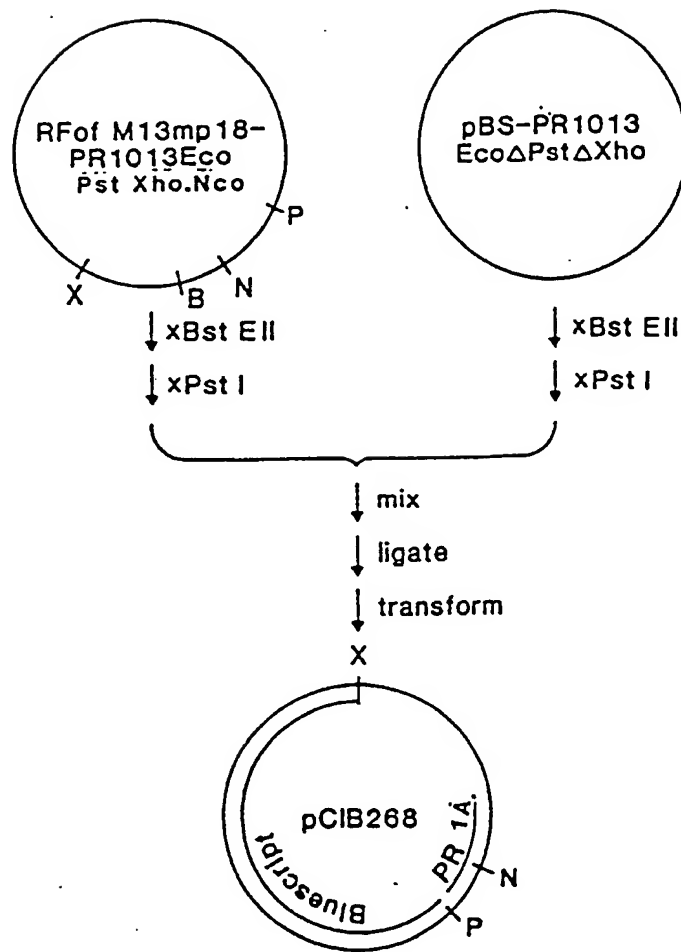 RFof M13mp18-
PR1013Eco
Pst Xho.Nco
P
X
B
N
pBS-PR1013
EcoΔPstΔXho
xBst EII
xPst I
xBst EII
xPst I
mix
ligate
transform
X
pCIB268
Bluescript
PR 1A.
N
P